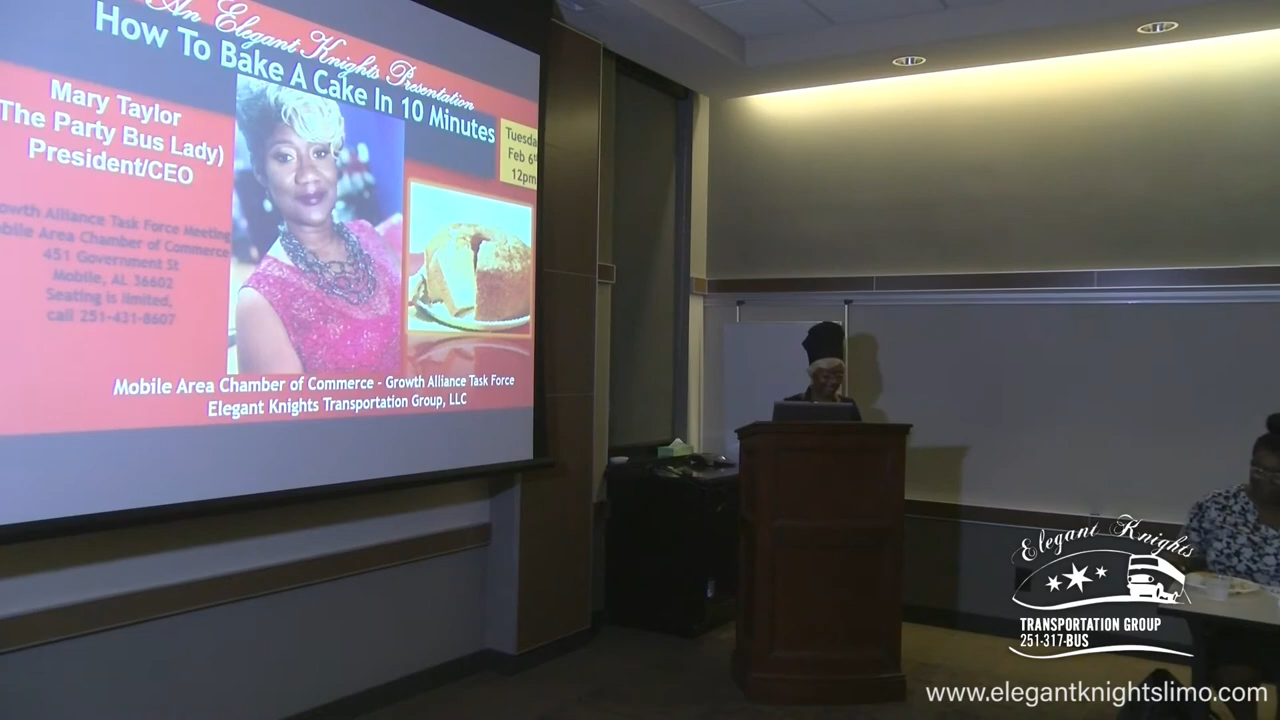 An Elegant Knights Presentation
How To Bake A Cake In 10 Minutes
Mary Taylor
The Party Bus Lady)
President/CEO
Tuesda
Feb 6th
12pm
owth Alliance Task Force Meeting
bile Area Chamber of Commerce
451 Government St
Mobile, AL 36602
Seating is limited,
call 251-431-8607
Mobile Area Chamber of Commerce - Growth Alliance Task Force
Elegant Knights Transportation Group, LLC
Elegant Knights
TRANSPORTATION GROUP
251-317-BUS
www.elegantknightslimo.com